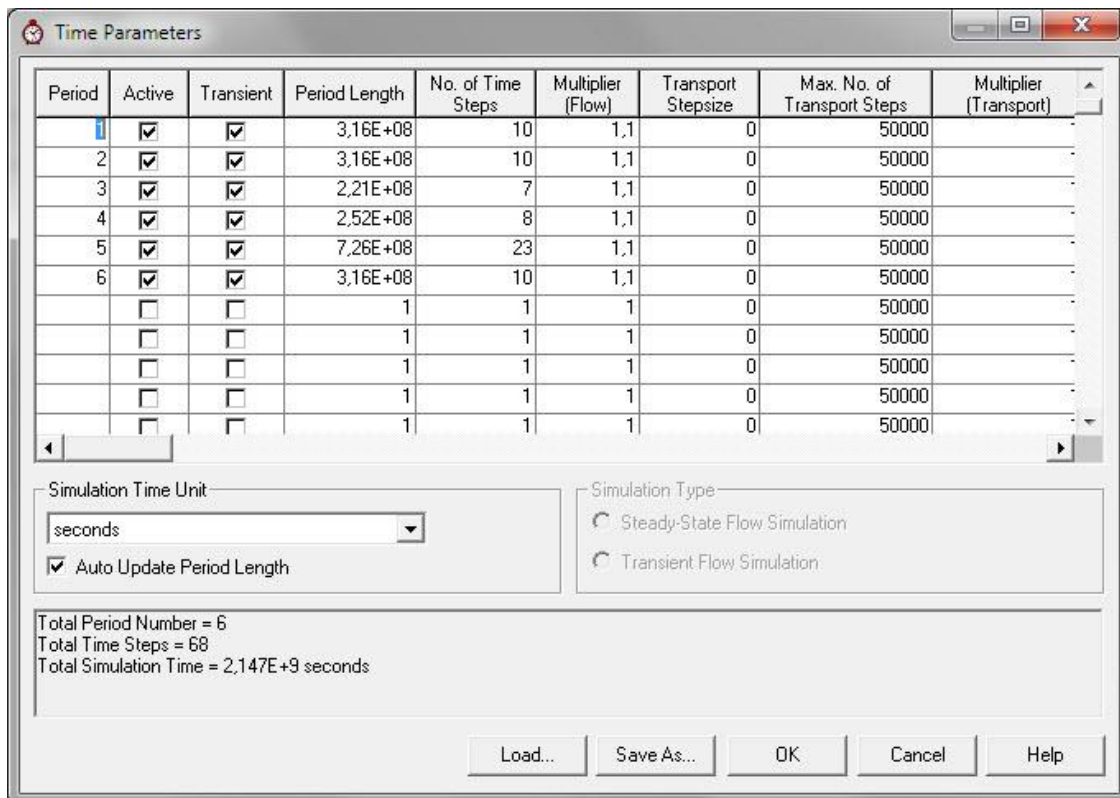 Time Parameters
Period Active Transient Period Length No. of Time Steps Multiplier (Flow) Transport Stepsize Max. No. of Transport Steps Multiplier (Transport)
1 3,16E+08 10 1,1 0 50000
2 3,16E+08 10 1,1 0 50000
3 2,21E+08 7 1,1 0 50000
4 2,52E+08 8 1,1 0 50000
5 7,26E+08 23 1,1 0 50000
6 3,16E+08 10 1,1 0 50000
1 1 1 0 50000
1 1 1 0 50000
1 1 1 0 50000
1 1 1 0 50000
1 1 1 0 50000
Simulation Time Unit
seconds
Auto Update Period Length
Simulation Type
Steady-State Flow Simulation
Transient Flow Simulation
Total Period Number = 6
Total Time Steps = 68
Total Simulation Time = 2,147E+9 seconds
Load... Save As... OK Cancel Help